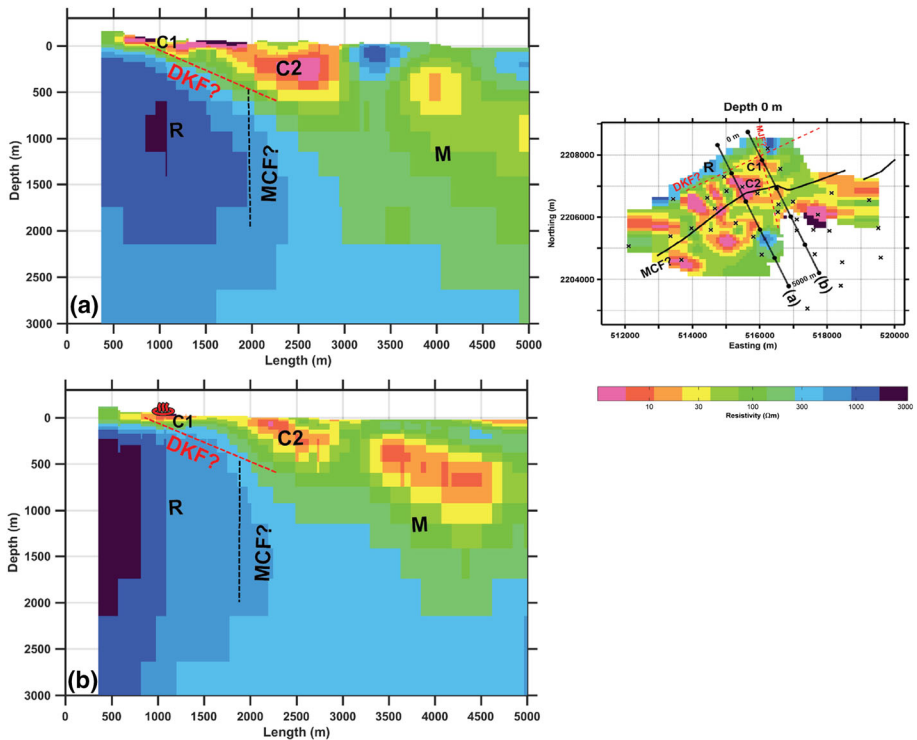 C1
C2
DKF?
R
MCF?
M
0
500
1000
1500
2000
2500
3000
Depth (m)
(a)
0 500 1000 1500 2000 2500 3000 3500 4000 4500 5000
Length (m)
Depth 0 m
2208000
2206000
2204000
Northing (m)
0 m
MJF?
DKF?
R
C1
C2
MCF?
5000 m
(a)
(b)
512000 514000 516000 518000 520000
Easting (m)
10 30 100 300 1000 3000
Resistivity (Ωm)
C1
C2
DKF?
R
MCF?
M
0
500
1000
1500
2000
2500
3000
Depth (m)
(b)
0 500 1000 1500 2000 2500 3000 3500 4000 4500 5000
Length (m)